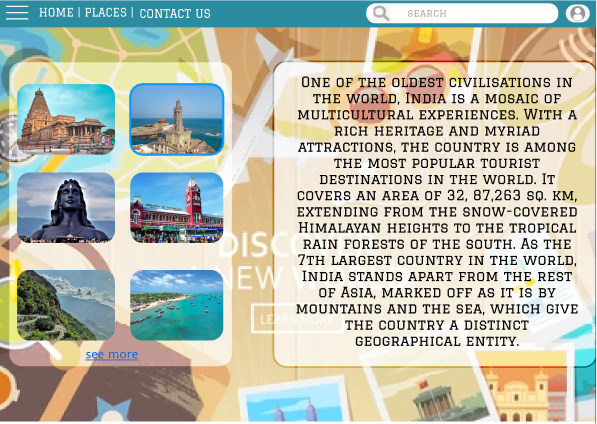 HOME | PLACES | CONTACT US
SEARCH
One of the oldest civilisations in
the world, India is a mosaic of
multicultural experiences. With a
rich heritage and myriad
attractions, the country is among
the most popular tourist
destinations in the world. It
covers an area of 32, 87,263 sq. km,
extending from the snow-covered
Himalayan heights to the tropical
rain forests of the south. As the
7th largest country in the world,
India stands apart from the rest
of Asia, marked off as it is by
mountains and the sea, which give
the country a distinct
geographical entity.
DISCO
NEW W
LEARN MORE
see more